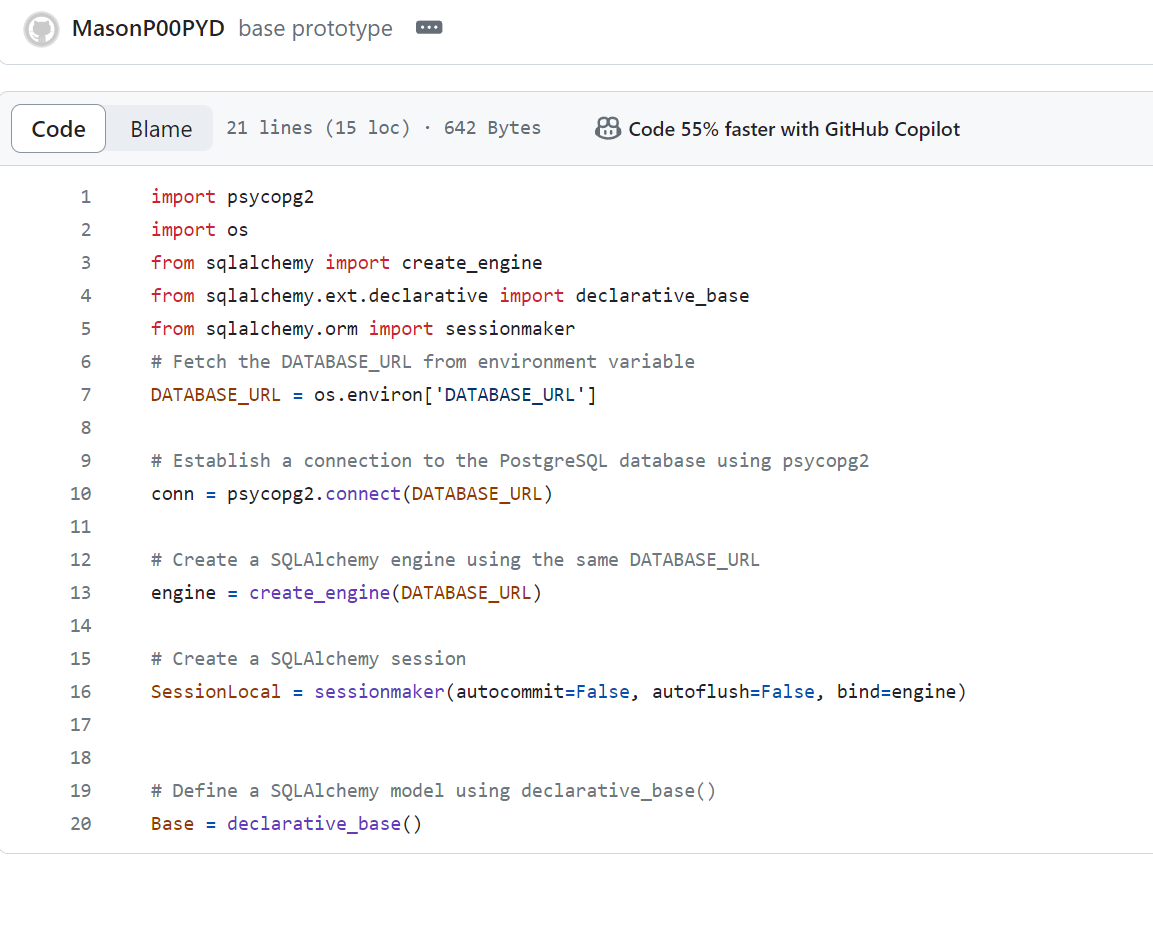 MasonP00PYD base prototype
Code Blame 21 lines (15 loc) · 642 Bytes Code 55% faster with GitHub Copilot
1 import psycopg2
2 import os
3 from sqlalchemy import create_engine
4 from sqlalchemy.ext.declarative import declarative_base
5 from sqlalchemy.orm import sessionmaker
6 # Fetch the DATABASE_URL from environment variable
7 DATABASE_URL = os.environ['DATABASE_URL']
8
9 # Establish a connection to the PostgreSQL database using psycopg2
10 conn = psycopg2.connect(DATABASE_URL)
11
12 # Create a SQLAlchemy engine using the same DATABASE_URL
13 engine = create_engine(DATABASE_URL)
14
15 # Create a SQLAlchemy session
16 SessionLocal = sessionmaker(autocommit=False, autoflush=False, bind=engine)
17
18
19 # Define a SQLAlchemy model using declarative_base()
20 Base = declarative_base()